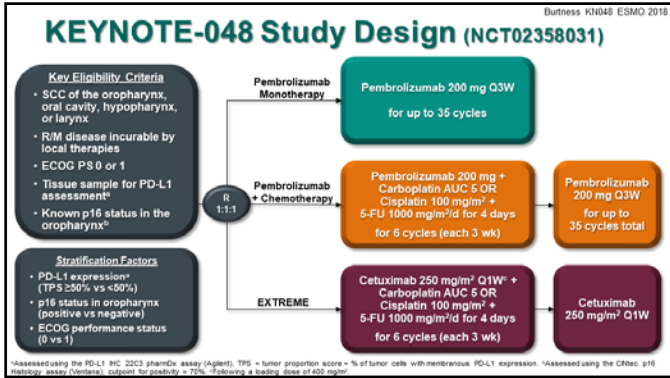 Burtness KN048 ESMO 2018
KEYNOTE-048 Study Design (NCT02358031)
Key Eligibility Criteria
• SCC of the oropharynx,
oral cavity, hypopharynx,
or larynx
• R/M disease incurable by
local therapies
• ECOG PS 0 or 1
• Tissue sample for PD-L1
assessmentᵃ
• Known p16 status in the
oropharynxᵇ
Stratification Factors
• PD-L1 expressionᵃ
(TPS ≥50% vs <50%)
• p16 status in oropharynx
(positive vs negative)
• ECOG performance status
(0 vs 1)
R
1:1:1
Pembrolizumab
Monotherapy
Pembrolizumab 200 mg Q3W
for up to 35 cycles
Pembrolizumab
+ Chemotherapy
Pembrolizumab 200 mg +
Carboplatin AUC 5 OR
Cisplatin 100 mg/m² +
5-FU 1000 mg/m²/d for 4 days
for 6 cycles (each 3 wk)
Pembrolizumab
200 mg Q3W
for up to
35 cycles total
EXTREME
Cetuximab 250 mg/m² Q1Wᶜ +
Carboplatin AUC 5 OR
Cisplatin 100 mg/m² +
5-FU 1000 mg/m²/d for 4 days
for 6 cycles (each 3 wk)
Cetuximab
250 mg/m² Q1W
ᵃAssessed using the PD-L1 IHC 22C3 pharmDx assay (Agilent). TPS = tumor proportion score = % of tumor cells with membranous PD-L1 expression. ᵇAssessed using the CINtec p16
Histology assay (Ventana); cutpoint for positivity = 70%. ᶜFollowing a loading dose of 400 mg/m².